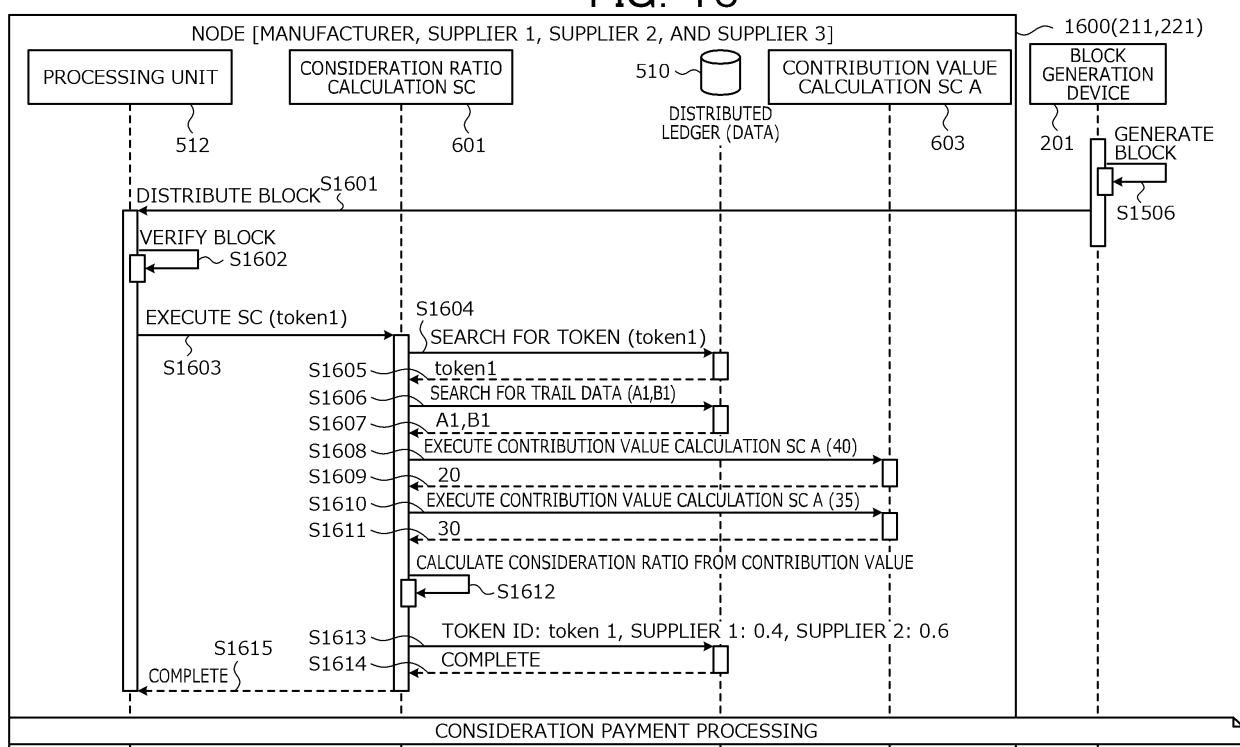 NODE [MANUFACTURER, SUPPLIER 1, SUPPLIER 2, AND SUPPLIER 3]
1600(211,221)
PROCESSING UNIT
512
CONSIDERATION RATIO
CALCULATION SC
601
510
DISTRIBUTED
LEDGER (DATA)
CONTRIBUTION VALUE
CALCULATION SC A
603
BLOCK
GENERATION
DEVICE
201
GENERATE
BLOCK
S1506
DISTRIBUTE BLOCK
S1601
VERIFY BLOCK
S1602
EXECUTE SC (token1)
S1603
S1604
SEARCH FOR TOKEN (token1)
S1605
token1
S1606
SEARCH FOR TRAIL DATA (A1,B1)
S1607
A1,B1
S1608
EXECUTE CONTRIBUTION VALUE CALCULATION SC A (40)
S1609
20
S1610
EXECUTE CONTRIBUTION VALUE CALCULATION SC A (35)
S1611
30
CALCULATE CONSIDERATION RATIO FROM CONTRIBUTION VALUE
S1612
S1613
TOKEN ID: token 1, SUPPLIER 1: 0.4, SUPPLIER 2: 0.6
S1614
COMPLETE
S1615
COMPLETE
CONSIDERATION PAYMENT PROCESSING